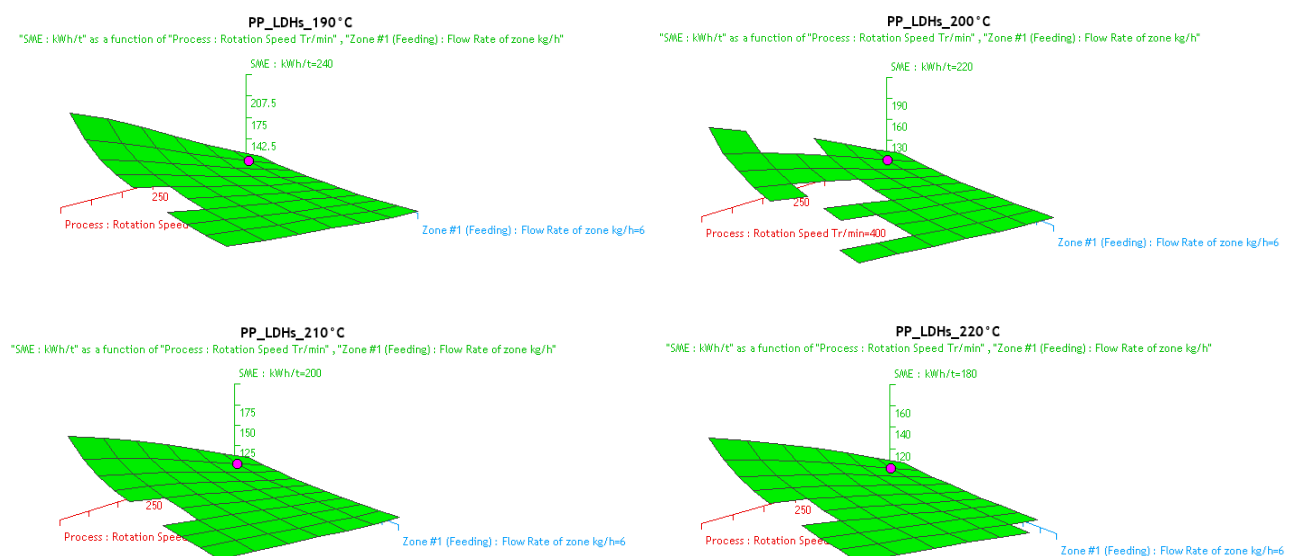 PP_LDHs_190°C
"SME : kWh/t" as a function of "Process : Rotation Speed Tr/min" , "Zone #1 (Feeding) : Flow Rate of zone kg/h"
SME : kWh/t=240
207.5
175
142.5
250
Process : Rotation Speed
Zone #1 (Feeding) : Flow Rate of zone kg/h=6
PP_LDHs_200°C
"SME : kWh/t" as a function of "Process : Rotation Speed Tr/min" , "Zone #1 (Feeding) : Flow Rate of zone kg/h"
SME : kWh/t=220
190
160
130
250
Process : Rotation Speed Tr/min=400
Zone #1 (Feeding) : Flow Rate of zone kg/h=6
PP_LDHs_210°C
"SME : kWh/t" as a function of "Process : Rotation Speed Tr/min" , "Zone #1 (Feeding) : Flow Rate of zone kg/h"
SME : kWh/t=200
175
150
125
250
Process : Rotation Speed
Zone #1 (Feeding) : Flow Rate of zone kg/h=6
PP_LDHs_220°C
"SME : kWh/t" as a function of "Process : Rotation Speed Tr/min" , "Zone #1 (Feeding) : Flow Rate of zone kg/h"
SME : kWh/t=180
160
140
120
250
Process : Rotation Speed
Zone #1 (Feeding) : Flow Rate of zone kg/h=6